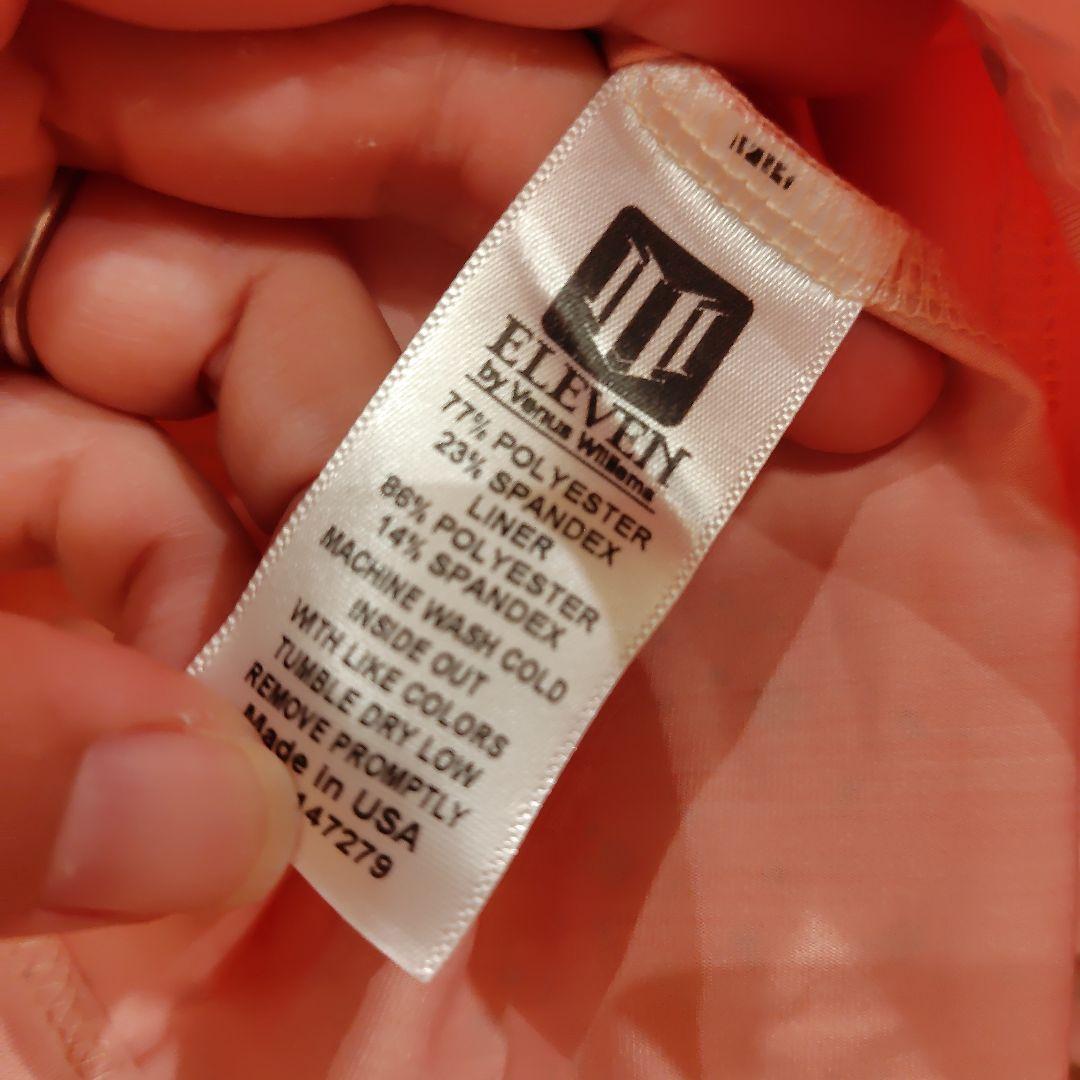 ELEVEN
by Venus Williams
77% POLYESTER
23% SPANDEX
LINER
86% POLYESTER
14% SPANDEX
MACHINE WASH COLD
INSIDE OUT
WITH LIKE COLORS
TUMBLE DRY LOW
REMOVE PROMPTLY
Made in USA
147279